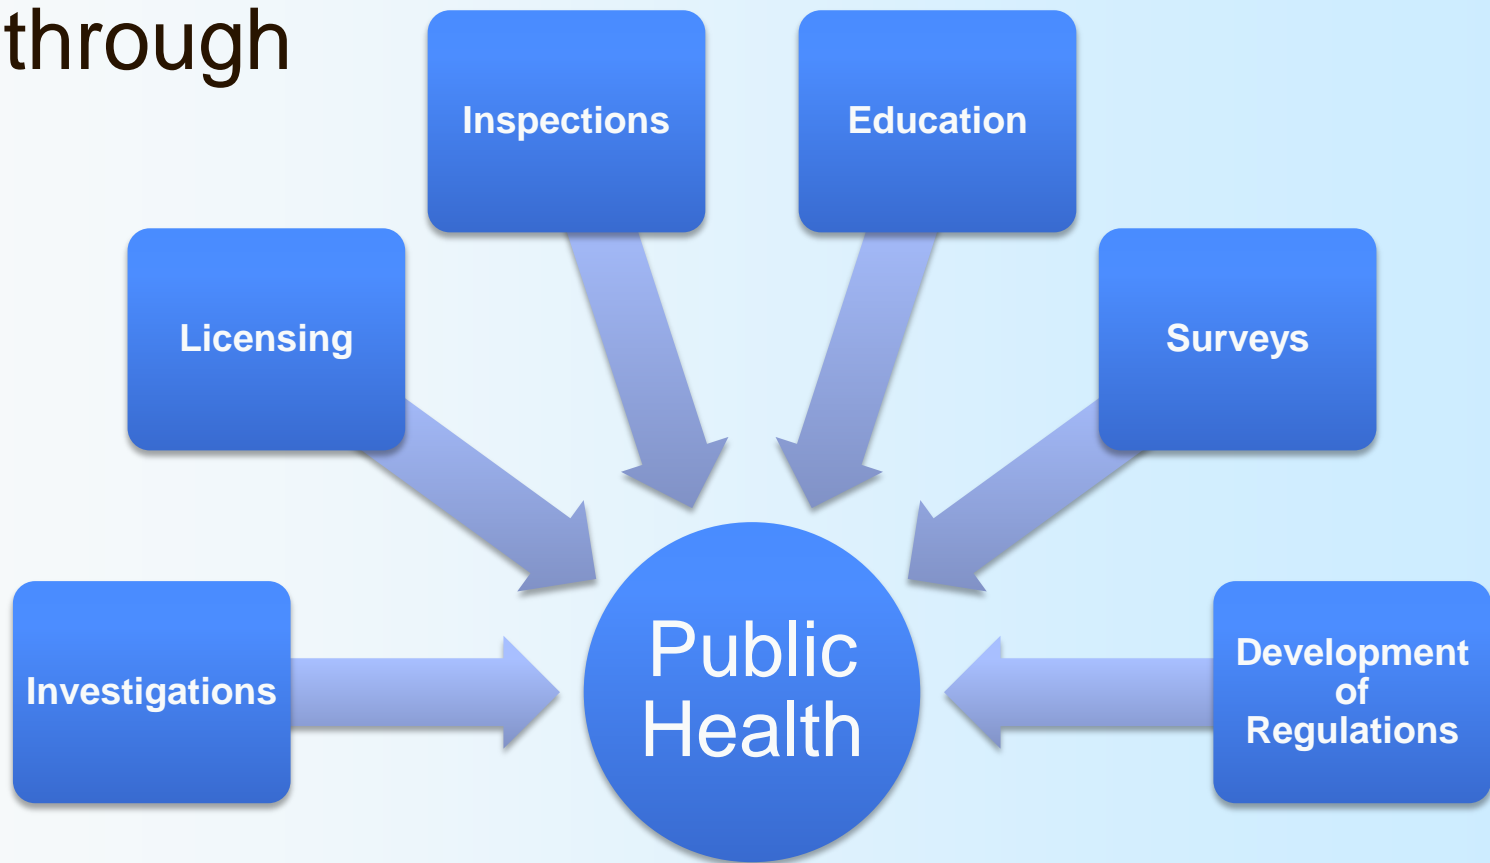 through
Inspections
Education
Licensing
Surveys
Investigations
Public
Health
Development
of
Regulations